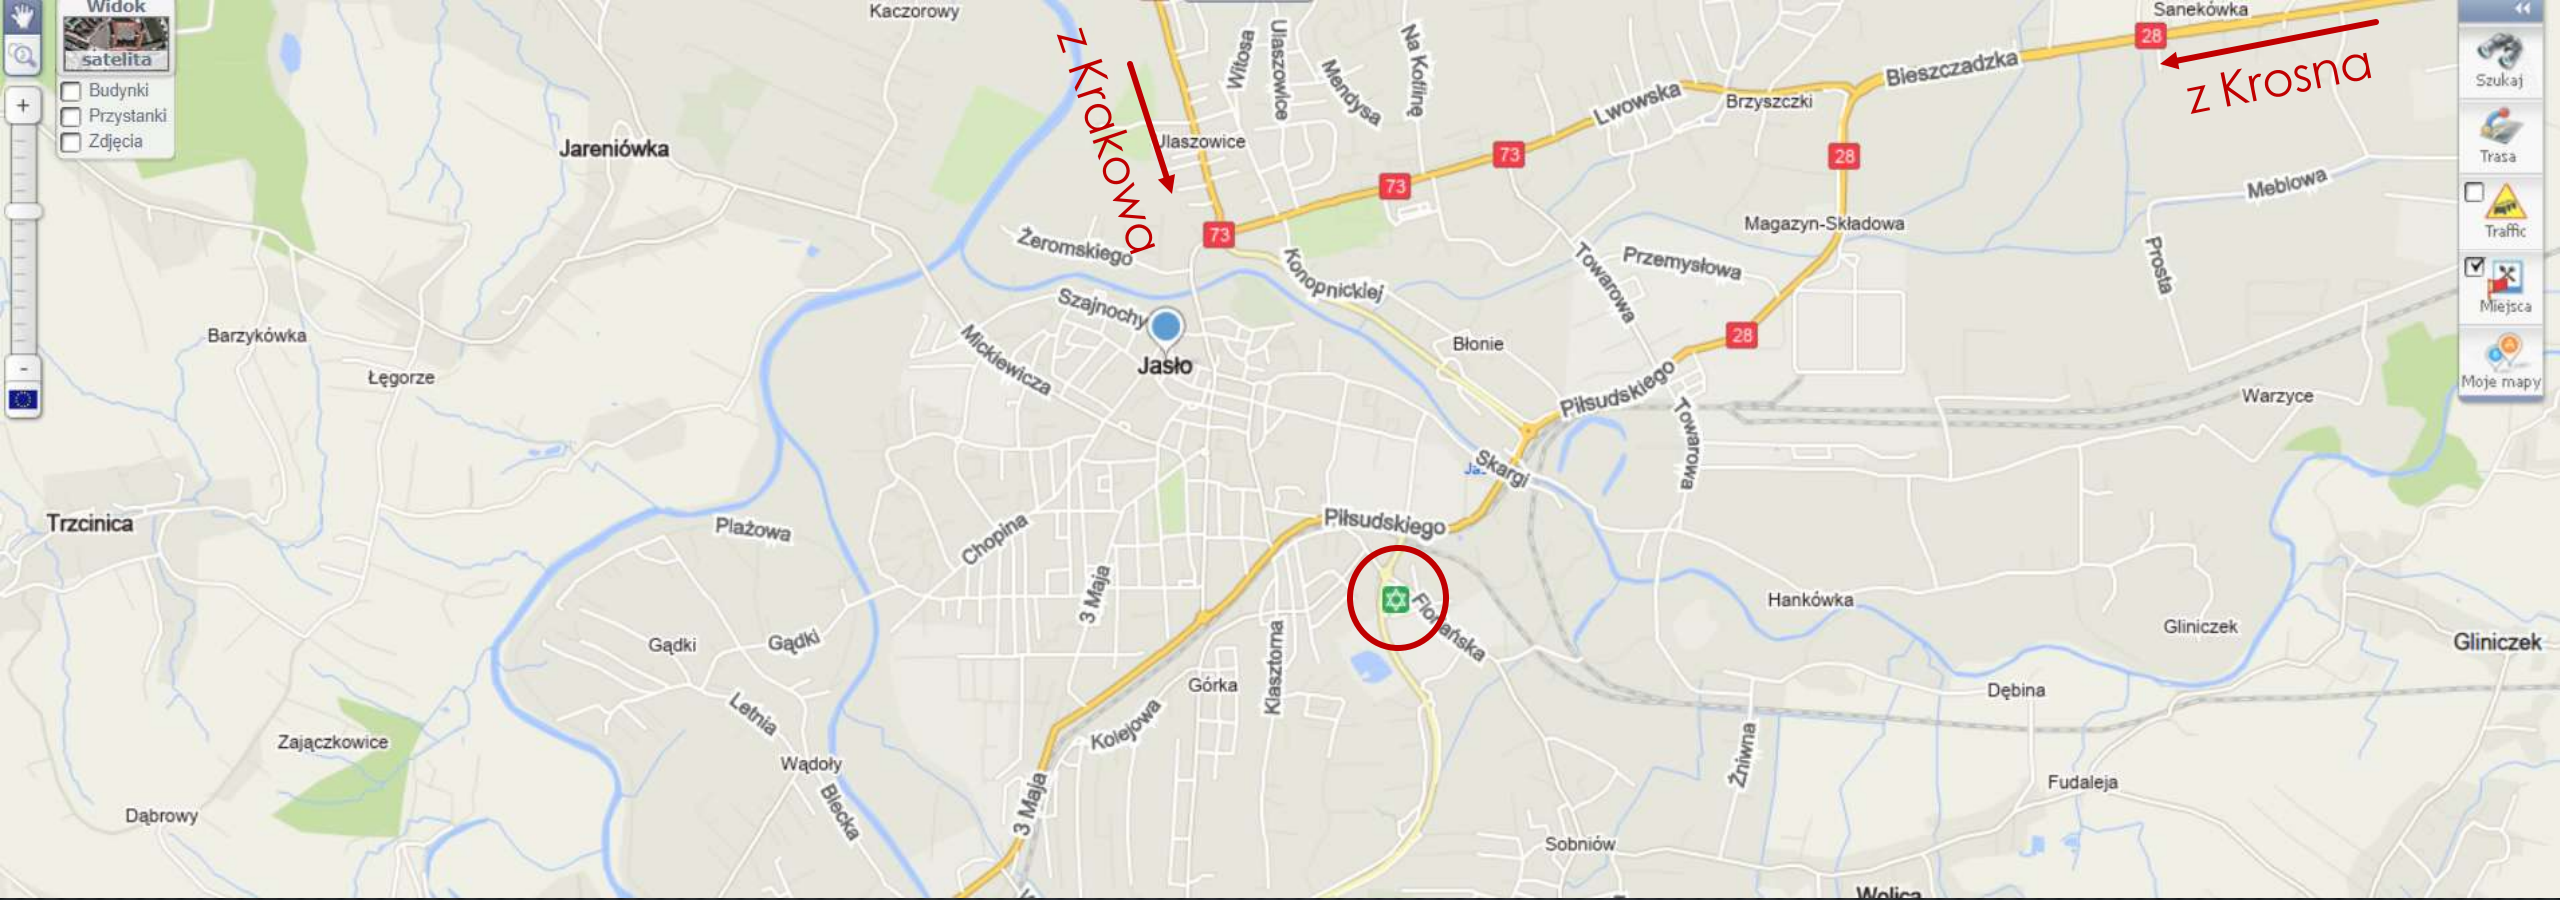 Widok
satelita
Budynki
Przystanki
Zdjęcia
+
-
Kaczorowy
Jareniówka
z Krakowa
Witosa
Ulaszowice
Mendysa
Na Kotlinę
Ulaszowice
Lwowska
Brzyszczki
Bieszczadzka
Sanekówka
28
z Krosna
73
73
73
28
28
Magazyn-Składowa
Meblowa
Prosta
Żeromskiego
Konopnickiej
Towarowa
Przemysłowa
Szajnochy
Mickiewicza
Jasło
Błonie
Piłsudskiego
Towarowa
Warzyce
Barzykówka
Łęgorze
Skargi
Trzcinica
Plażowa
Chopina
Piłsudskiego
3 Maja
Floriańska
Hankówka
Gliniczek
Gliniczek
Gądki
Gądki
Klasztorna
Górka
Dębina
Letnia
Kolejowa
Żniwna
Zajączkowice
Wądoły
Fudaleja
Dąbrowy
Biecka
3 Maja
Sobniów
Wolica
Szukaj
Trasa
Traffic
Miejsca
Moje mapy